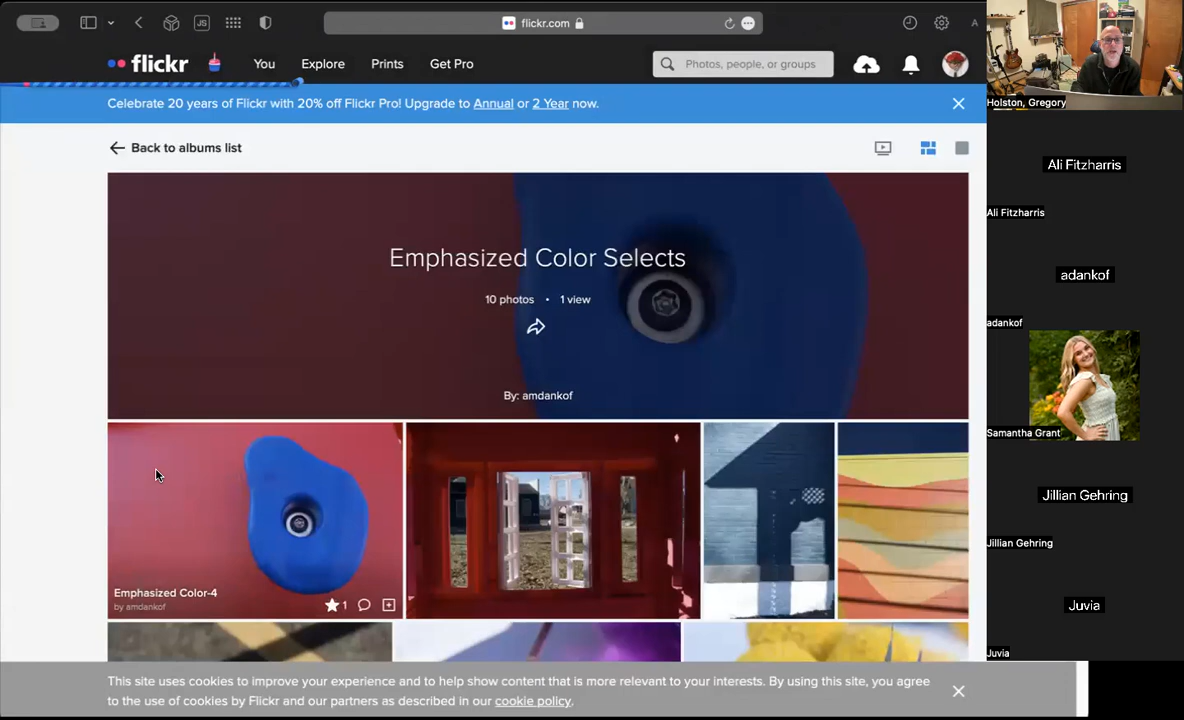 JS
flickr.com
A
flickr
You
Explore
Prints
Get Pro
Photos, people, or groups
Celebrate 20 years of Flickr with 20% off Flickr Pro! Upgrade to Annual or 2 Year now.
Back to albums list
Emphasized Color Selects
10 photos • 1 view
By: amdankof
Emphasized Color-4
by amdankof
1
This site uses cookies to improve your experience and to help show content that is more relevant to your interests. By using this site, you agree
to the use of cookies by Flickr and our partners as described in our cookie policy.
Holston, Gregory
Ali Fitzharris
Ali Fitzharris
adankof
adankof
Samantha Grant
Jillian Gehring
Jillian Gehring
Juvia
Juvia